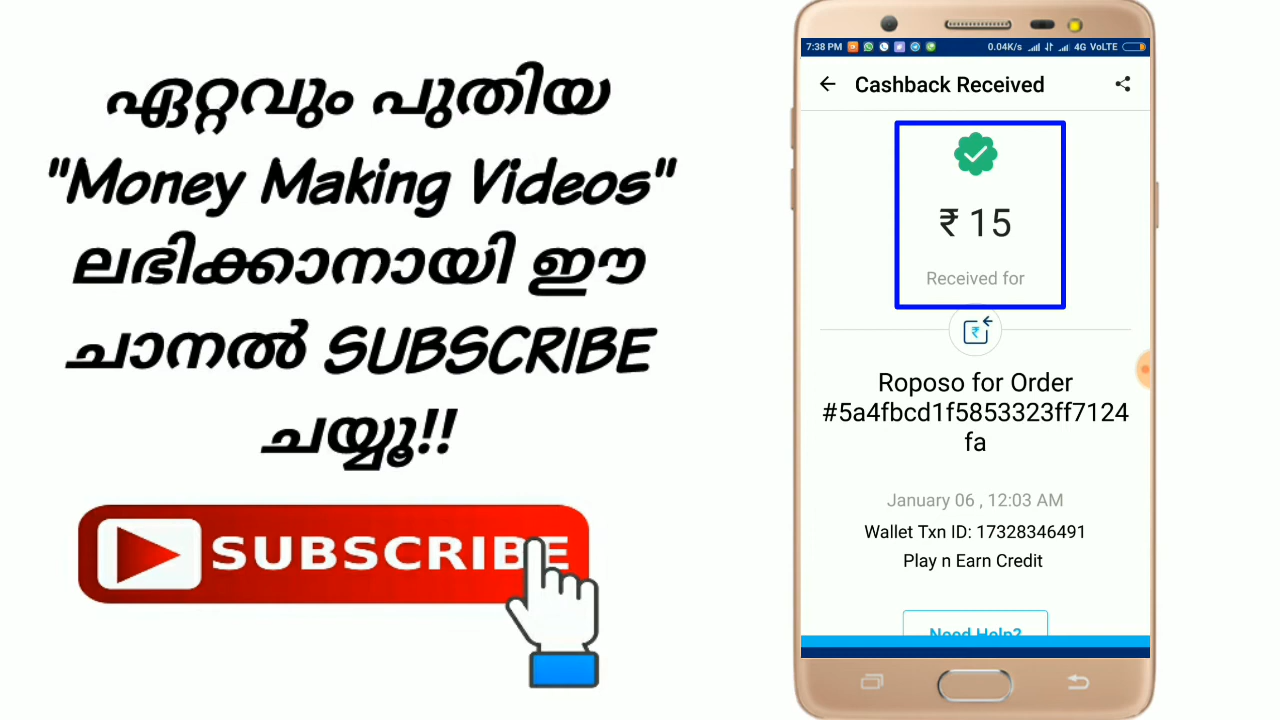 ഏറ്റവും പുതിയ
"Money Making Videos"
ലഭിക്കാനായി ഈ
ചാനൽ SUBSCRIBE
ചയ്യൂ!!
SUBSCRIBE
7:38 PM 0.04K/s 4G VoLTE
Cashback Received
₹ 15
Received for
₹
Roposo for Order
#5a4fbcd1f5853323ff7124
fa
January 06 , 12:03 AM
Wallet Txn ID: 17328346491
Play n Earn Credit
Need Help?